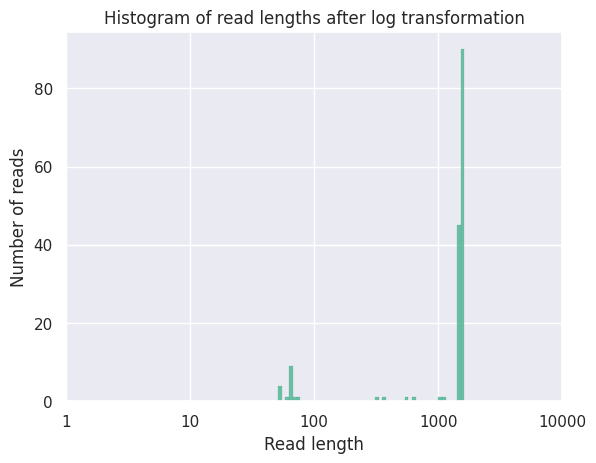 Histogram of read lengths after log transformation
Number of reads
80
60
40
20
0
1 10 100 1000 10000
Read length